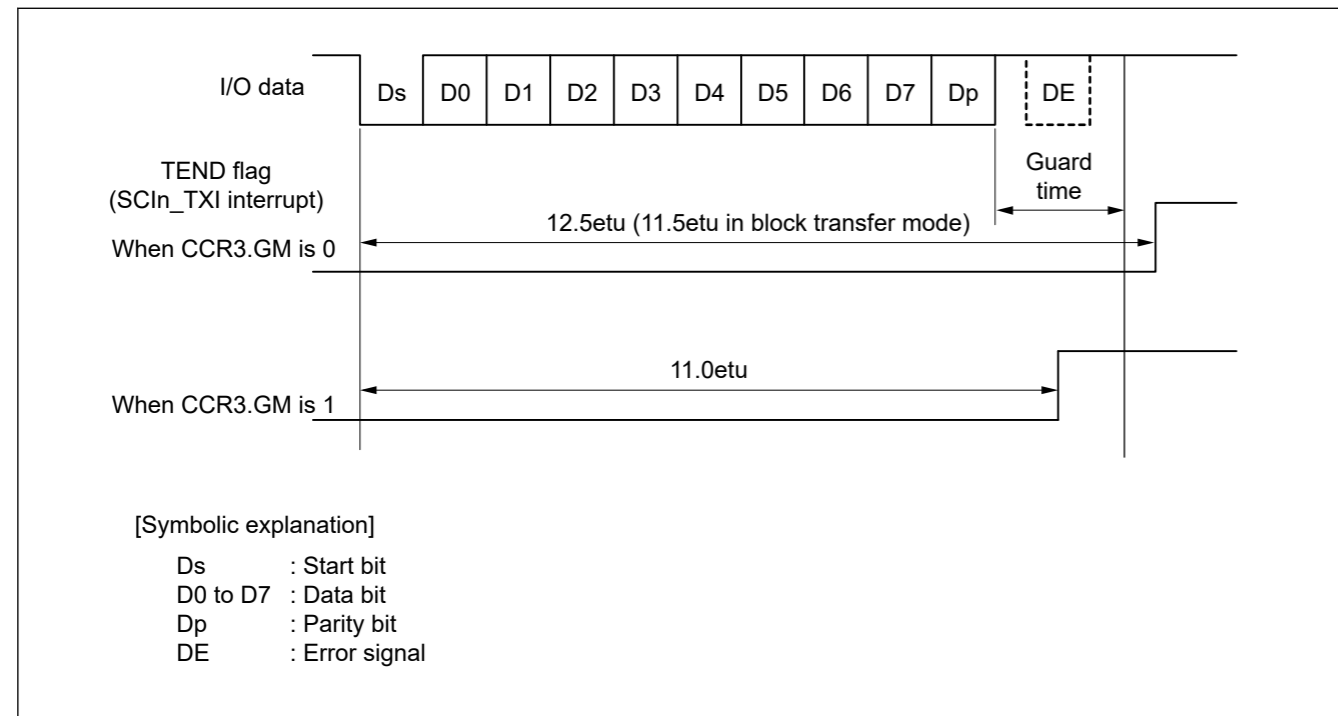 I/O data
Ds D0 D1 D2 D3 D4 D5 D6 D7 Dp DE
TEND flag
(SCIn_TXI interrupt)
Guard
time
12.5etu (11.5etu in block transfer mode)
When CCR3.GM is 0
11.0etu
When CCR3.GM is 1
[Symbolic explanation]
Ds : Start bit
D0 to D7 : Data bit
Dp : Parity bit
DE : Error signal